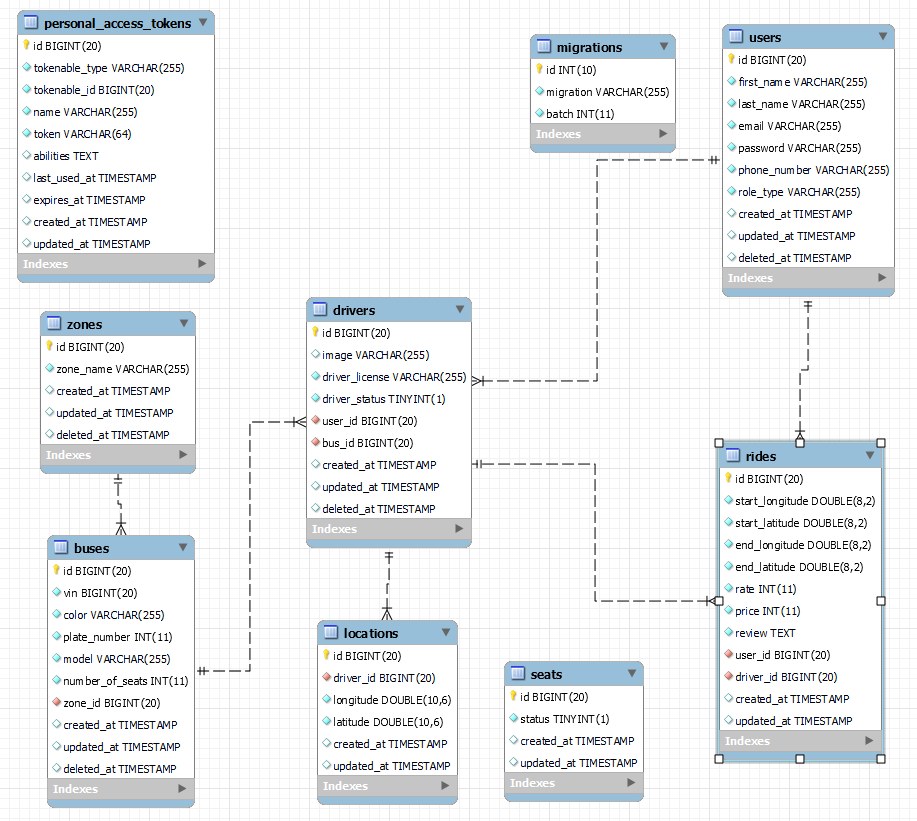 personal_access_tokens
id BIGINT(20)
tokenable_type VARCHAR(255)
tokenable_id BIGINT(20)
name VARCHAR(255)
token VARCHAR(64)
abilities TEXT
last_used_at TIMESTAMP
expires_at TIMESTAMP
created_at TIMESTAMP
updated_at TIMESTAMP
Indexes
migrations
id INT(10)
migration VARCHAR(255)
batch INT(11)
Indexes
users
id BIGINT(20)
first_name VARCHAR(255)
last_name VARCHAR(255)
email VARCHAR(255)
password VARCHAR(255)
phone_number VARCHAR(255)
role_type VARCHAR(255)
created_at TIMESTAMP
updated_at TIMESTAMP
deleted_at TIMESTAMP
Indexes
zones
id BIGINT(20)
zone_name VARCHAR(255)
created_at TIMESTAMP
updated_at TIMESTAMP
deleted_at TIMESTAMP
Indexes
drivers
id BIGINT(20)
image VARCHAR(255)
driver_license VARCHAR(255)
driver_status TINYINT(1)
user_id BIGINT(20)
bus_id BIGINT(20)
created_at TIMESTAMP
updated_at TIMESTAMP
deleted_at TIMESTAMP
Indexes
rides
id BIGINT(20)
start_longitude DOUBLE(8,2)
start_latitude DOUBLE(8,2)
end_longitude DOUBLE(8,2)
end_latitude DOUBLE(8,2)
rate INT(11)
price INT(11)
review TEXT
user_id BIGINT(20)
driver_id BIGINT(20)
created_at TIMESTAMP
updated_at TIMESTAMP
Indexes
buses
id BIGINT(20)
vin BIGINT(20)
color VARCHAR(255)
plate_number INT(11)
model VARCHAR(255)
number_of_seats INT(11)
zone_id BIGINT(20)
created_at TIMESTAMP
updated_at TIMESTAMP
deleted_at TIMESTAMP
Indexes
locations
id BIGINT(20)
driver_id BIGINT(20)
longitude DOUBLE(10,6)
latitude DOUBLE(10,6)
created_at TIMESTAMP
updated_at TIMESTAMP
Indexes
seats
id BIGINT(20)
status TINYINT(1)
created_at TIMESTAMP
updated_at TIMESTAMP
Indexes